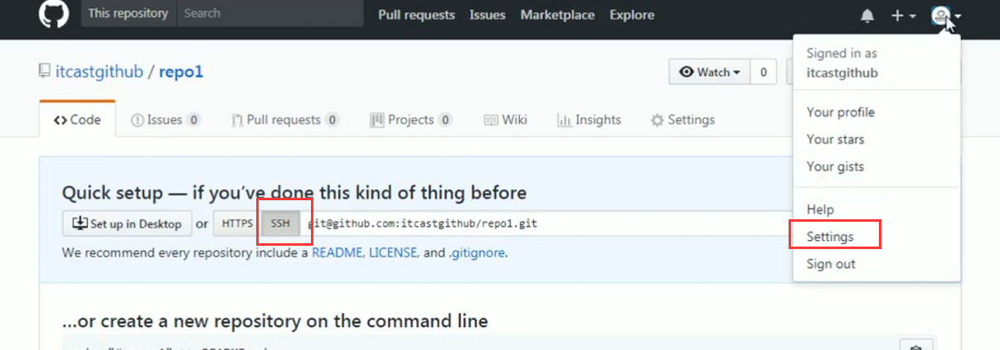 This repository Search Pull requests Issues Marketplace Explore
Signed in as
itcastgithub
itcastgithub / repo1
Watch 0
Code Issues 0 Pull requests 0 Projects 0 Wiki Insights Settings
Your profile
Your stars
Your gists
Help
Settings
Sign out
Quick setup — if you've done this kind of thing before
Set up in Desktop or HTTPS SSH git@github.com:itcastgithub/repo1.git
We recommend every repository include a README, LICENSE, and .gitignore.
…or create a new repository on the command line